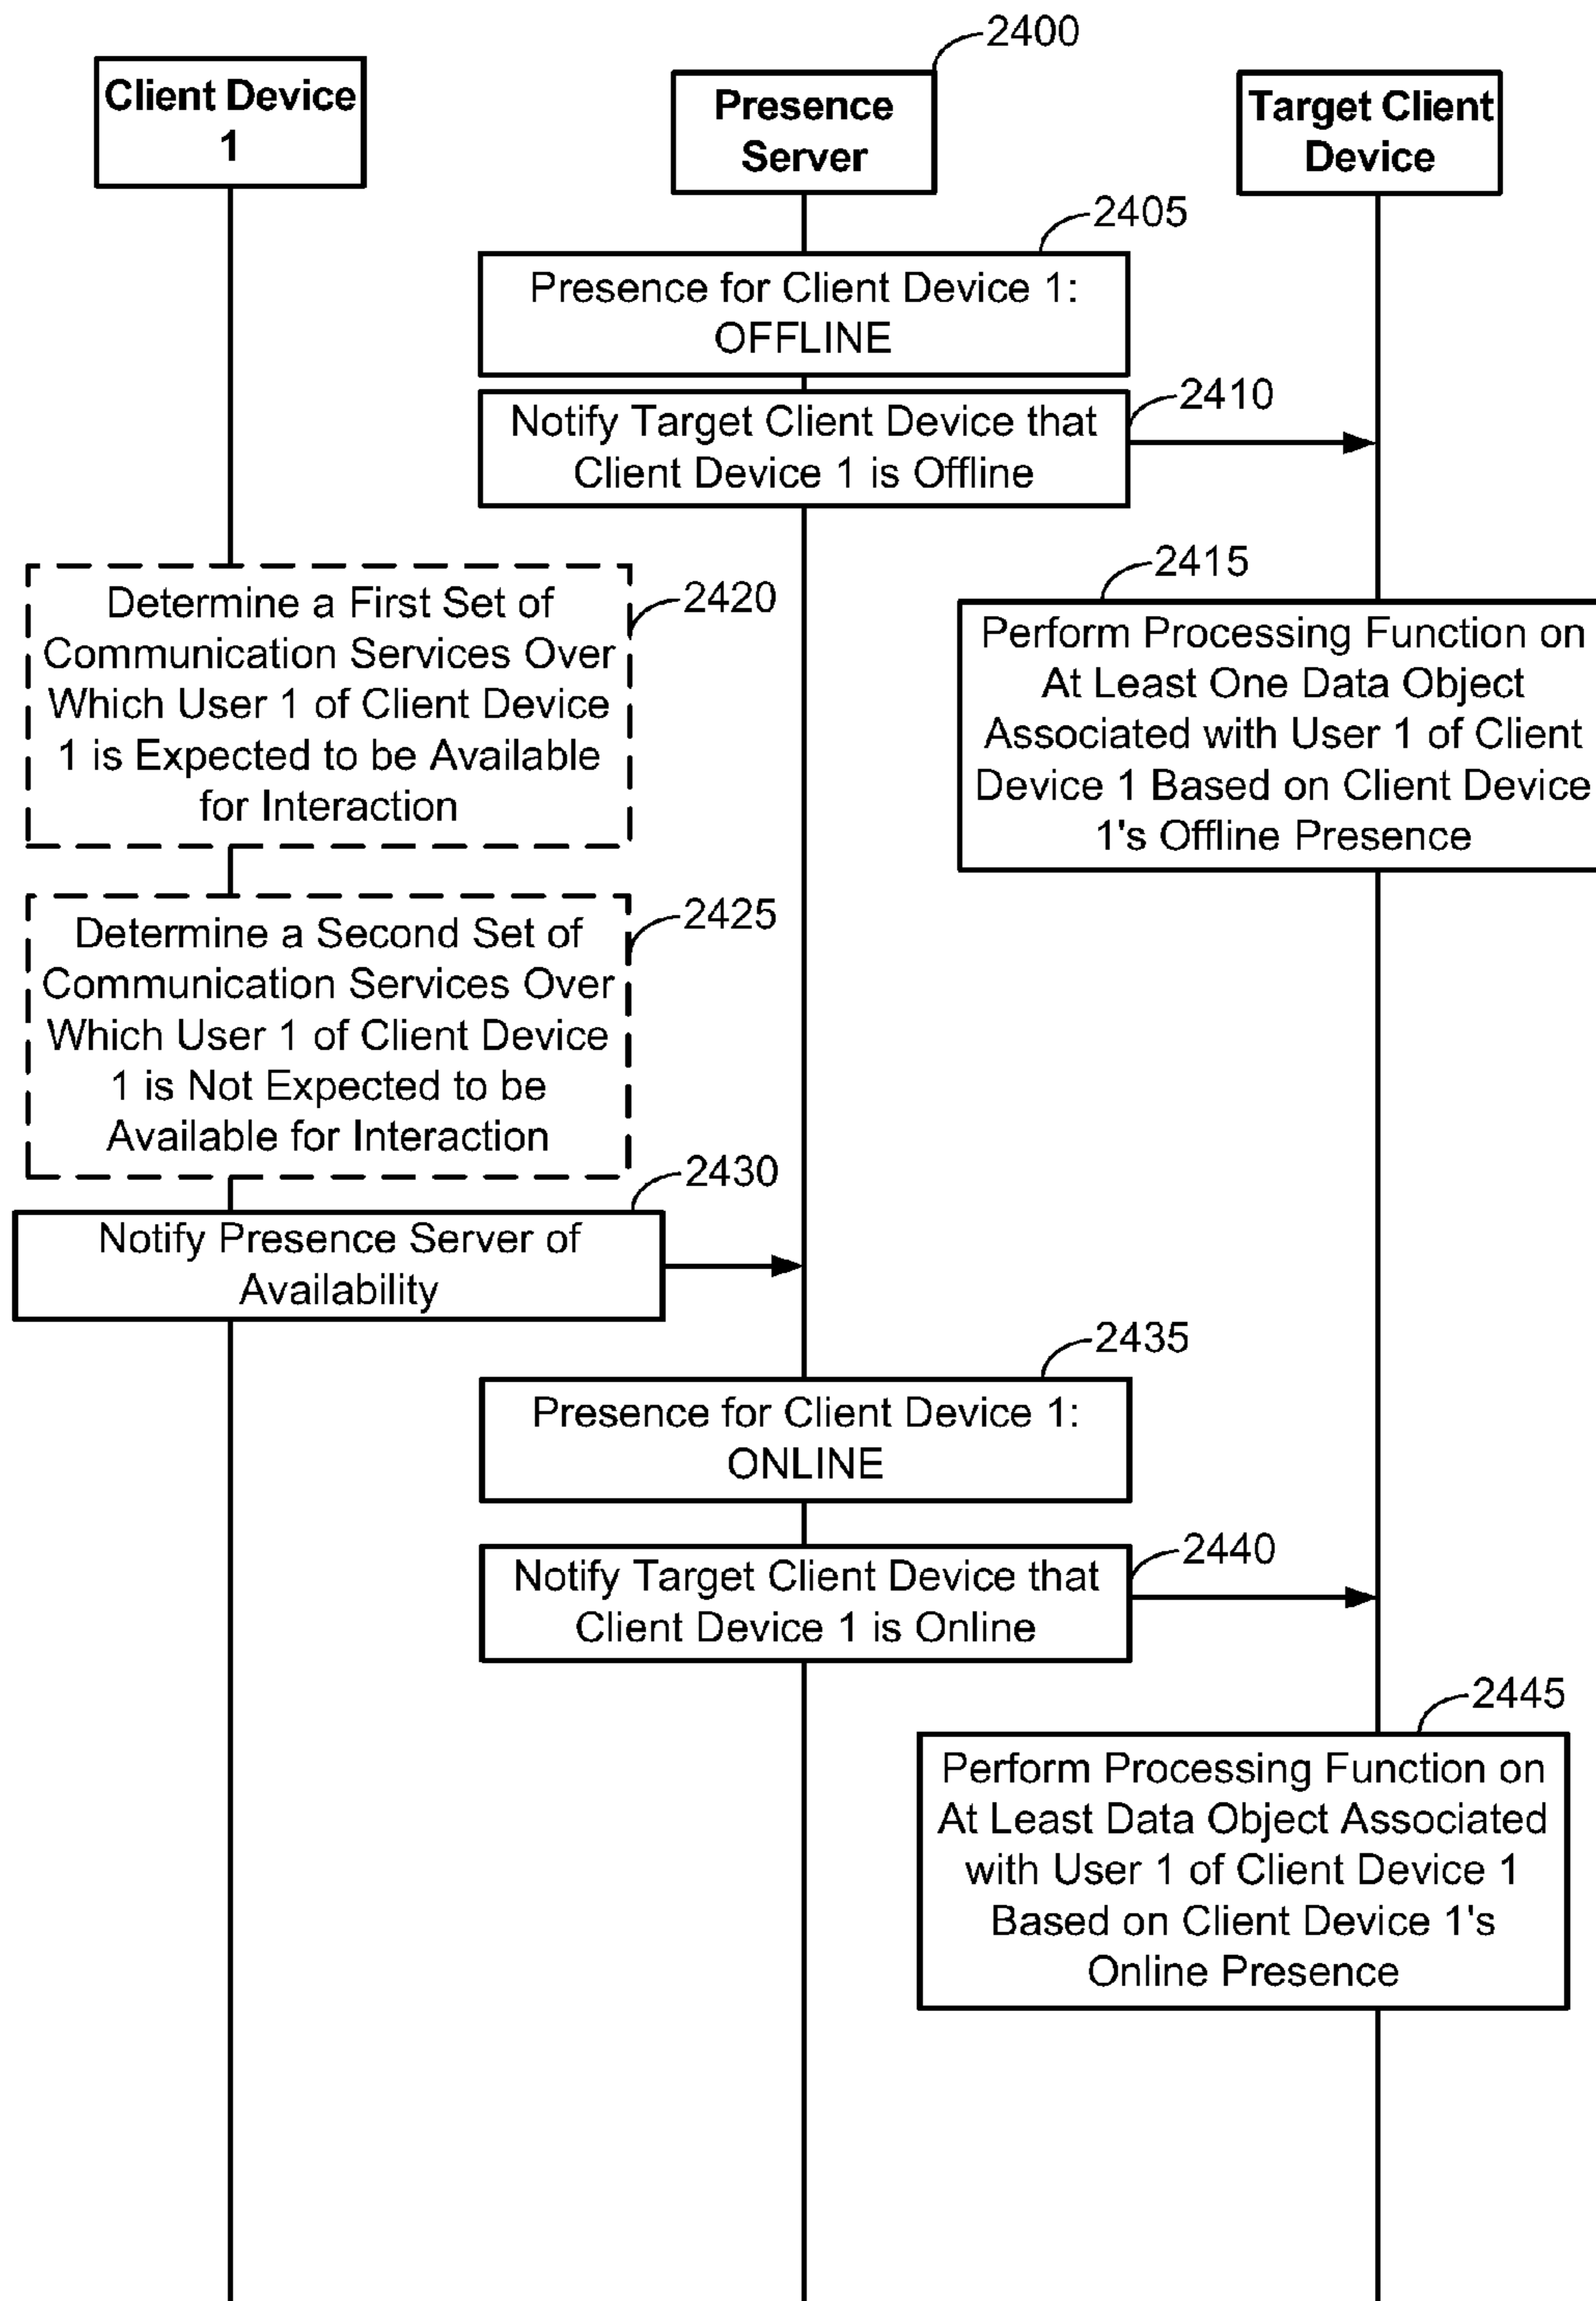 2400
Client Device
1
Presence
Server
Target Client
Device
2405
Presence for Client Device 1:
OFFLINE
2410
Notify Target Client Device that
Client Device 1 is Offline
2415
Perform Processing Function on
At Least One Data Object
Associated with User 1 of Client
Device 1 Based on Client Device
1's Offline Presence
2420
Determine a First Set of
Communication Services Over
Which User 1 of Client Device
1 is Expected to be Available
for Interaction
2425
Determine a Second Set of
Communication Services Over
Which User 1 of Client Device
1 is Not Expected to be
Available for Interaction
2430
Notify Presence Server of
Availability
2435
Presence for Client Device 1:
ONLINE
2440
Notify Target Client Device that
Client Device 1 is Online
2445
Perform Processing Function on
At Least Data Object Associated
with User 1 of Client Device 1
Based on Client Device 1's
Online Presence